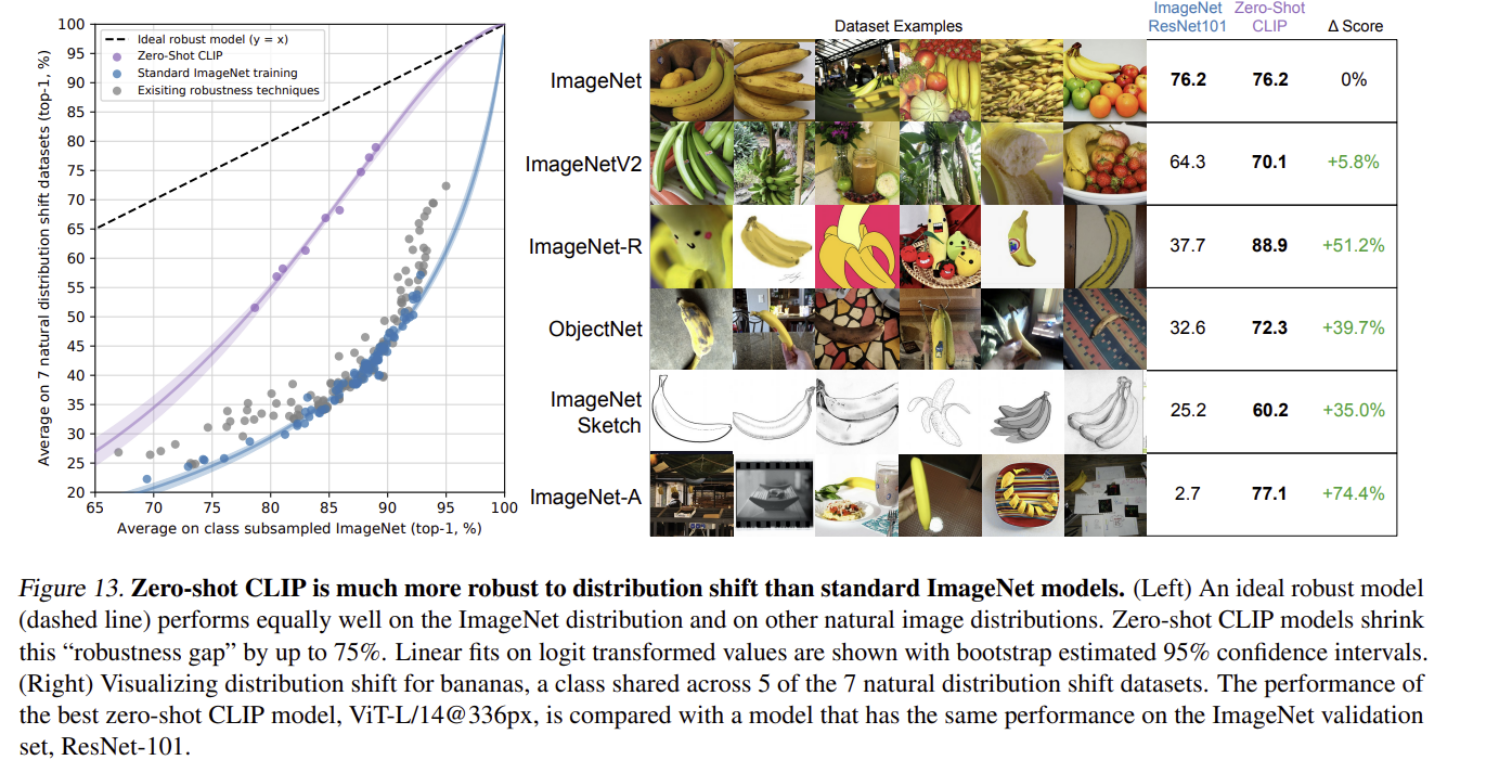 100
95
90
85
80
75
70
65
60
55
50
45
40
35
30
25
20
Average on 7 natural distribution shift datasets (top-1, %)
Ideal robust model (y = x)
Zero-Shot CLIP
Standard ImageNet training
Exisiting robustness techniques
65 70 75 80 85 90 95 100
Average on class subsampled ImageNet (top-1, %)
Dataset Examples
ImageNet Zero-Shot
ResNet101 CLIP Δ Score
ImageNet 76.2 76.2 0%
ImageNetV2 64.3 70.1 +5.8%
ImageNet-R 37.7 88.9 +51.2%
ObjectNet 32.6 72.3 +39.7%
ImageNet
Sketch 25.2 60.2 +35.0%
ImageNet-A 2.7 77.1 +74.4%
Figure 13. Zero-shot CLIP is much more robust to distribution shift than standard ImageNet models. (Left) An ideal robust model
(dashed line) performs equally well on the ImageNet distribution and on other natural image distributions. Zero-shot CLIP models shrink
this “robustness gap” by up to 75%. Linear fits on logit transformed values are shown with bootstrap estimated 95% confidence intervals.
(Right) Visualizing distribution shift for bananas, a class shared across 5 of the 7 natural distribution shift datasets. The performance of
the best zero-shot CLIP model, ViT-L/14@336px, is compared with a model that has the same performance on the ImageNet validation
set, ResNet-101.